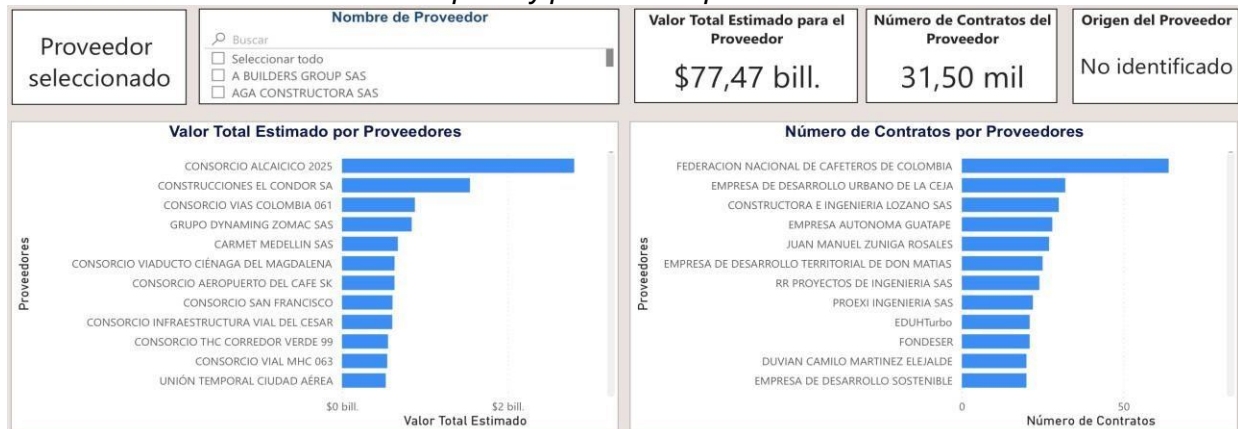 Proveedor
seleccionado
Nombre de Proveedor
Buscar
Seleccionar todo
A BUILDERS GROUP SAS
AGA CONSTRUCTORA SAS
Valor Total Estimado para el
Proveedor
$77,47 bill.
Número de Contratos del
Proveedor
31,50 mil
Origen del Proveedor
No identificado
Valor Total Estimado por Proveedores
Proveedores
CONSORCIO ALCAICICO 2025
CONSTRUCCIONES EL CONDOR SA
CONSORCIO VIAS COLOMBIA 061
GRUPO DYNAMING ZOMAC SAS
CARMET MEDELLIN SAS
CONSORCIO VIADUCTO CIÉNAGA DEL MAGDALENA
CONSORCIO AEROPUERTO DEL CAFE SK
CONSORCIO SAN FRANCISCO
CONSORCIO INFRAESTRUCTURA VIAL DEL CESAR
CONSORCIO THC CORREDOR VERDE 99
CONSORCIO VIAL MHC 063
UNIÓN TEMPORAL CIUDAD AÉREA
$0 bill.
$2 bill.
Valor Total Estimado
Número de Contratos por Proveedores
Proveedores
FEDERACION NACIONAL DE CAFETEROS DE COLOMBIA
EMPRESA DE DESARROLLO URBANO DE LA CEJA
CONSTRUCTORA E INGENIERIA LOZANO SAS
EMPRESA AUTONOMA GUATAPE
JUAN MANUEL ZUNIGA ROSALES
EMPRESA DE DESARROLLO TERRITORIAL DE DON MATIAS
RR PROYECTOS DE INGENIERIA SAS
PROEXI INGENIERIA SAS
EDUHTurbo
FONDESER
DUVIAN CAMILO MARTINEZ ELEJALDE
EMPRESA DE DESARROLLO SOSTENIBLE
0
50
Número de Contratos